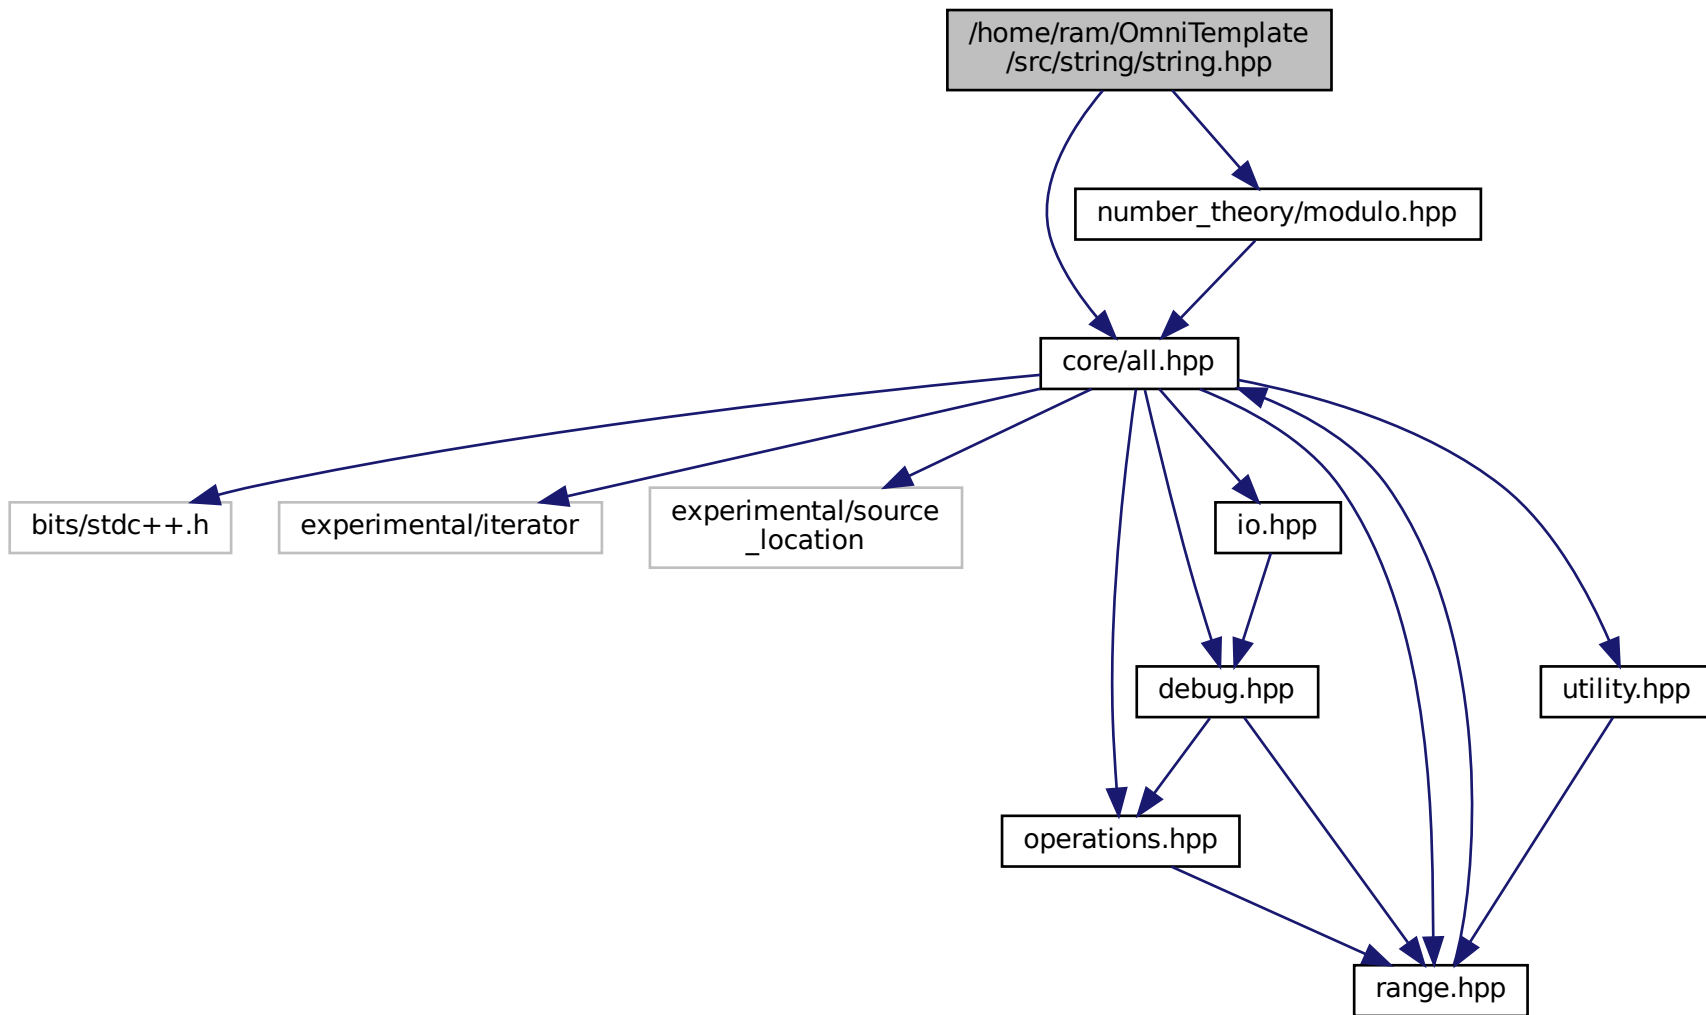 /home/ram/OmniTemplate
/src/string/string.hpp
number_theory/modulo.hpp
core/all.hpp
bits/stdc++.h
experimental/iterator
experimental/source
_location
io.hpp
debug.hpp
utility.hpp
operations.hpp
range.hpp